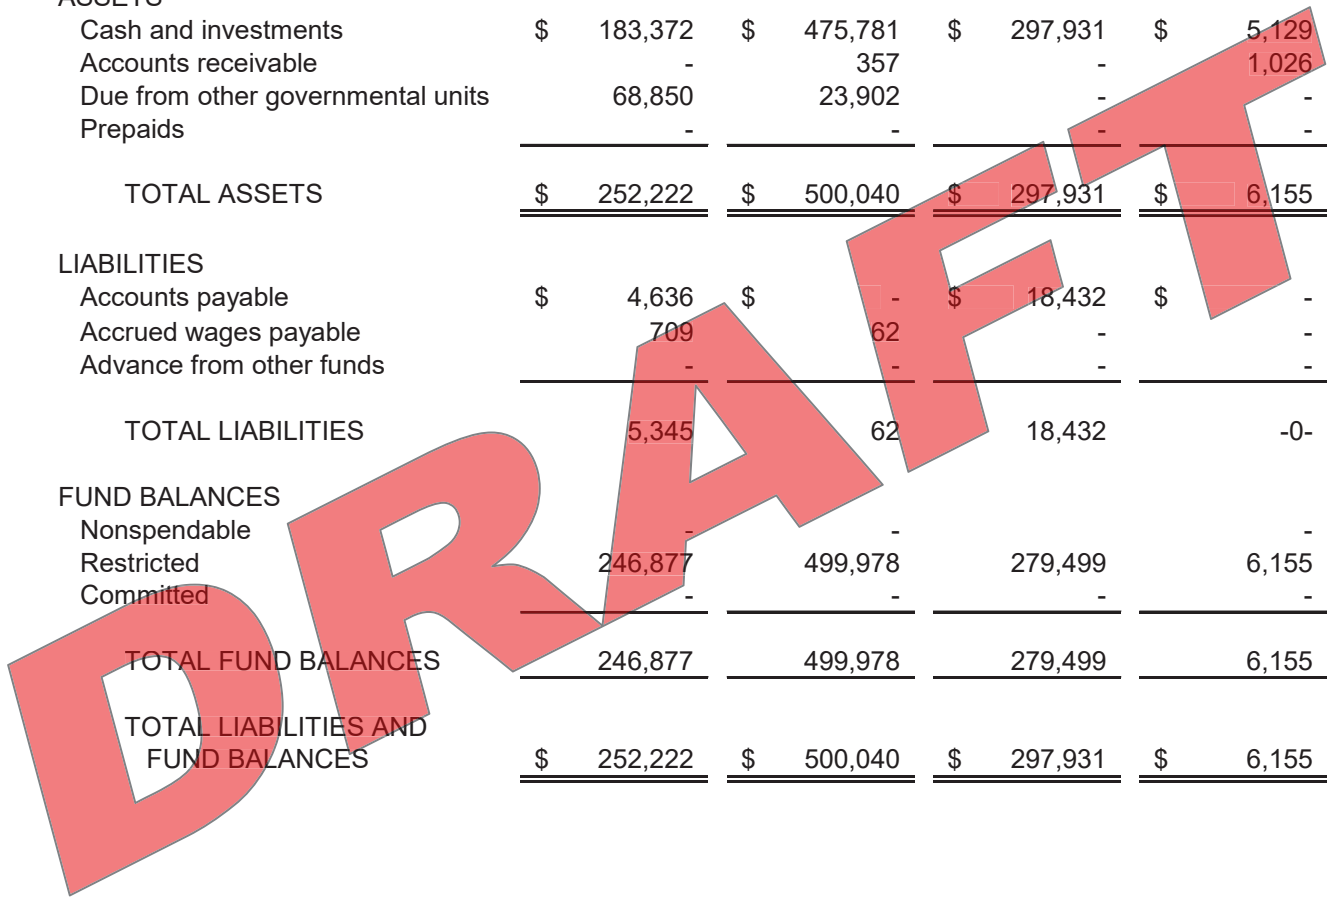 ASSETS
Cash and investments $ 183,372 $ 475,781 $ 297,931 $ 5,129
Accounts receivable - 357 - 1,026
Due from other governmental units 68,850 23,902 - -
Prepaids - - - -
TOTAL ASSETS $ 252,222 $ 500,040 $ 297,931 $ 6,155
LIABILITIES
Accounts payable $ 4,636 $ - $ 18,432 $ -
Accrued wages payable 709 62 - -
Advance from other funds - - - -
TOTAL LIABILITIES 5,345 62 18,432 -0-
FUND BALANCES
Nonspendable - - -
Restricted 246,877 499,978 279,499 6,155
Committed - - - -
TOTAL FUND BALANCES 246,877 499,978 279,499 6,155
TOTAL LIABILITIES AND
FUND BALANCES $ 252,222 $ 500,040 $ 297,931 $ 6,155
DRAFT